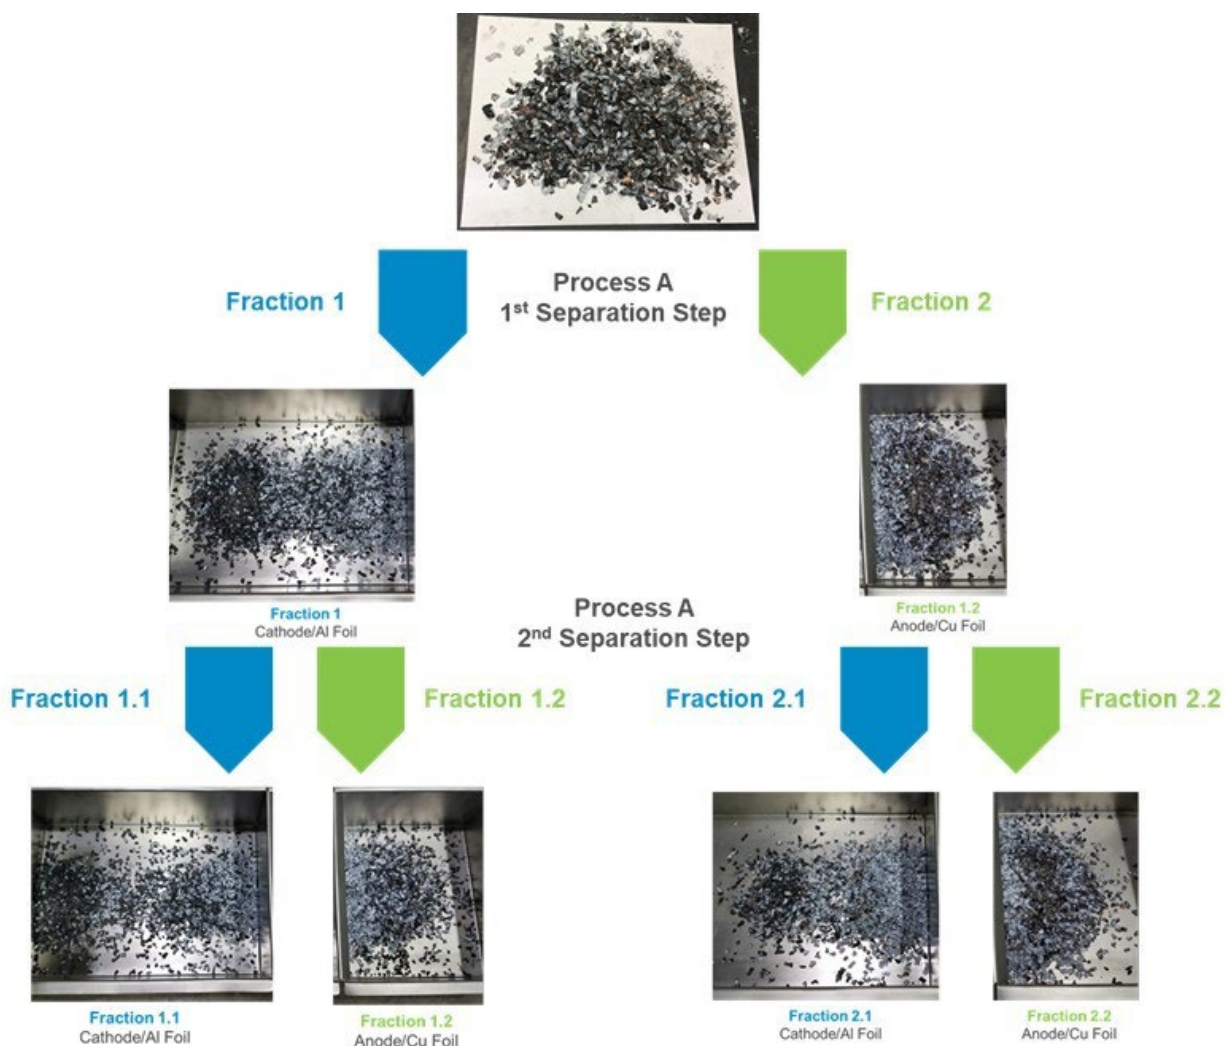 Fraction 1
Process A
1st Separation Step
Fraction 2
Fraction 1
Cathode/Al Foil
Process A
2nd Separation Step
Fraction 1.2
Anode/Cu Foil
Fraction 1.1
Fraction 1.2
Fraction 2.1
Fraction 2.2
Fraction 1.1
Cathode/Al Foil
Fraction 1.2
Anode/Cu Foil
Fraction 2.1
Cathode/Al Foil
Fraction 2.2
Anode/Cu Foil